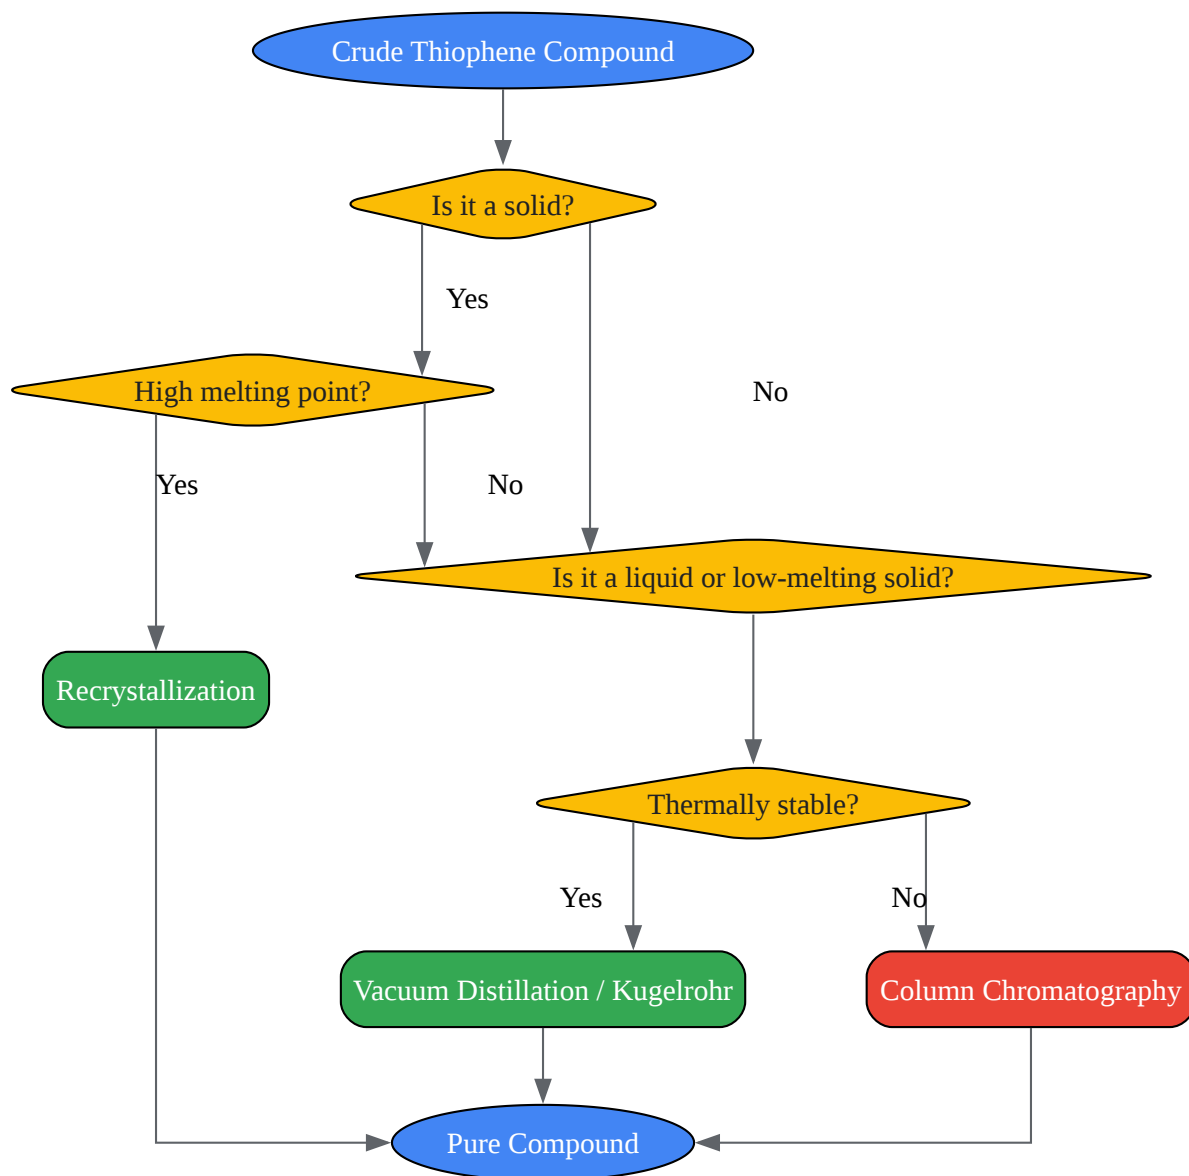 Crude Thiophene Compound
Is it a solid?
Yes
High melting point?
No
Yes
No
Is it a liquid or low-melting solid?
Recrystallization
Thermally stable?
Yes
No
Vacuum Distillation / Kugelrohr
Column Chromatography
Pure Compound